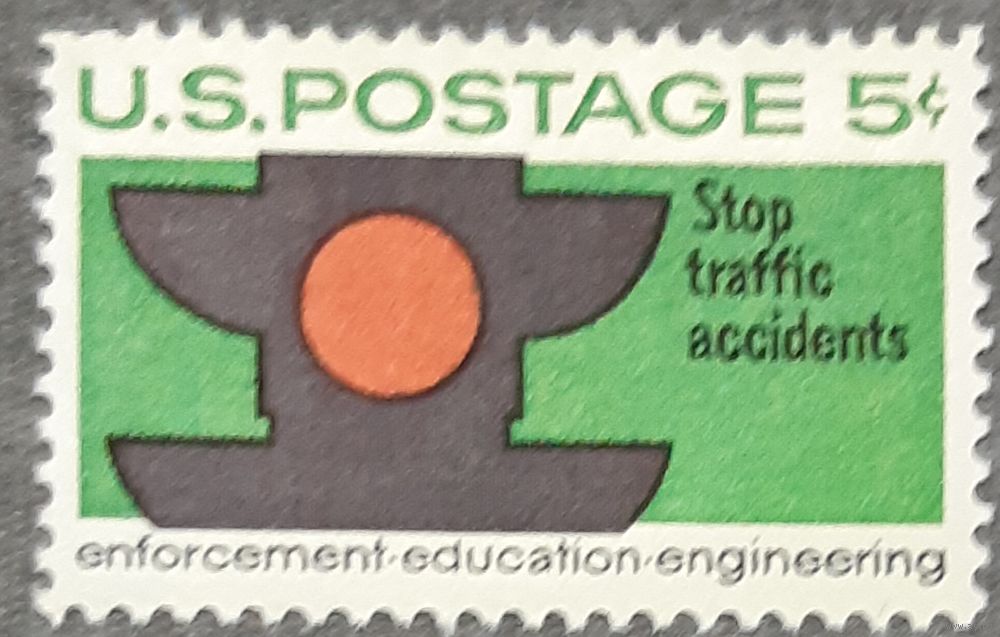 U.S. POSTAGE 5¢
Stop
traffic
accidents
enforcement·education·engineering